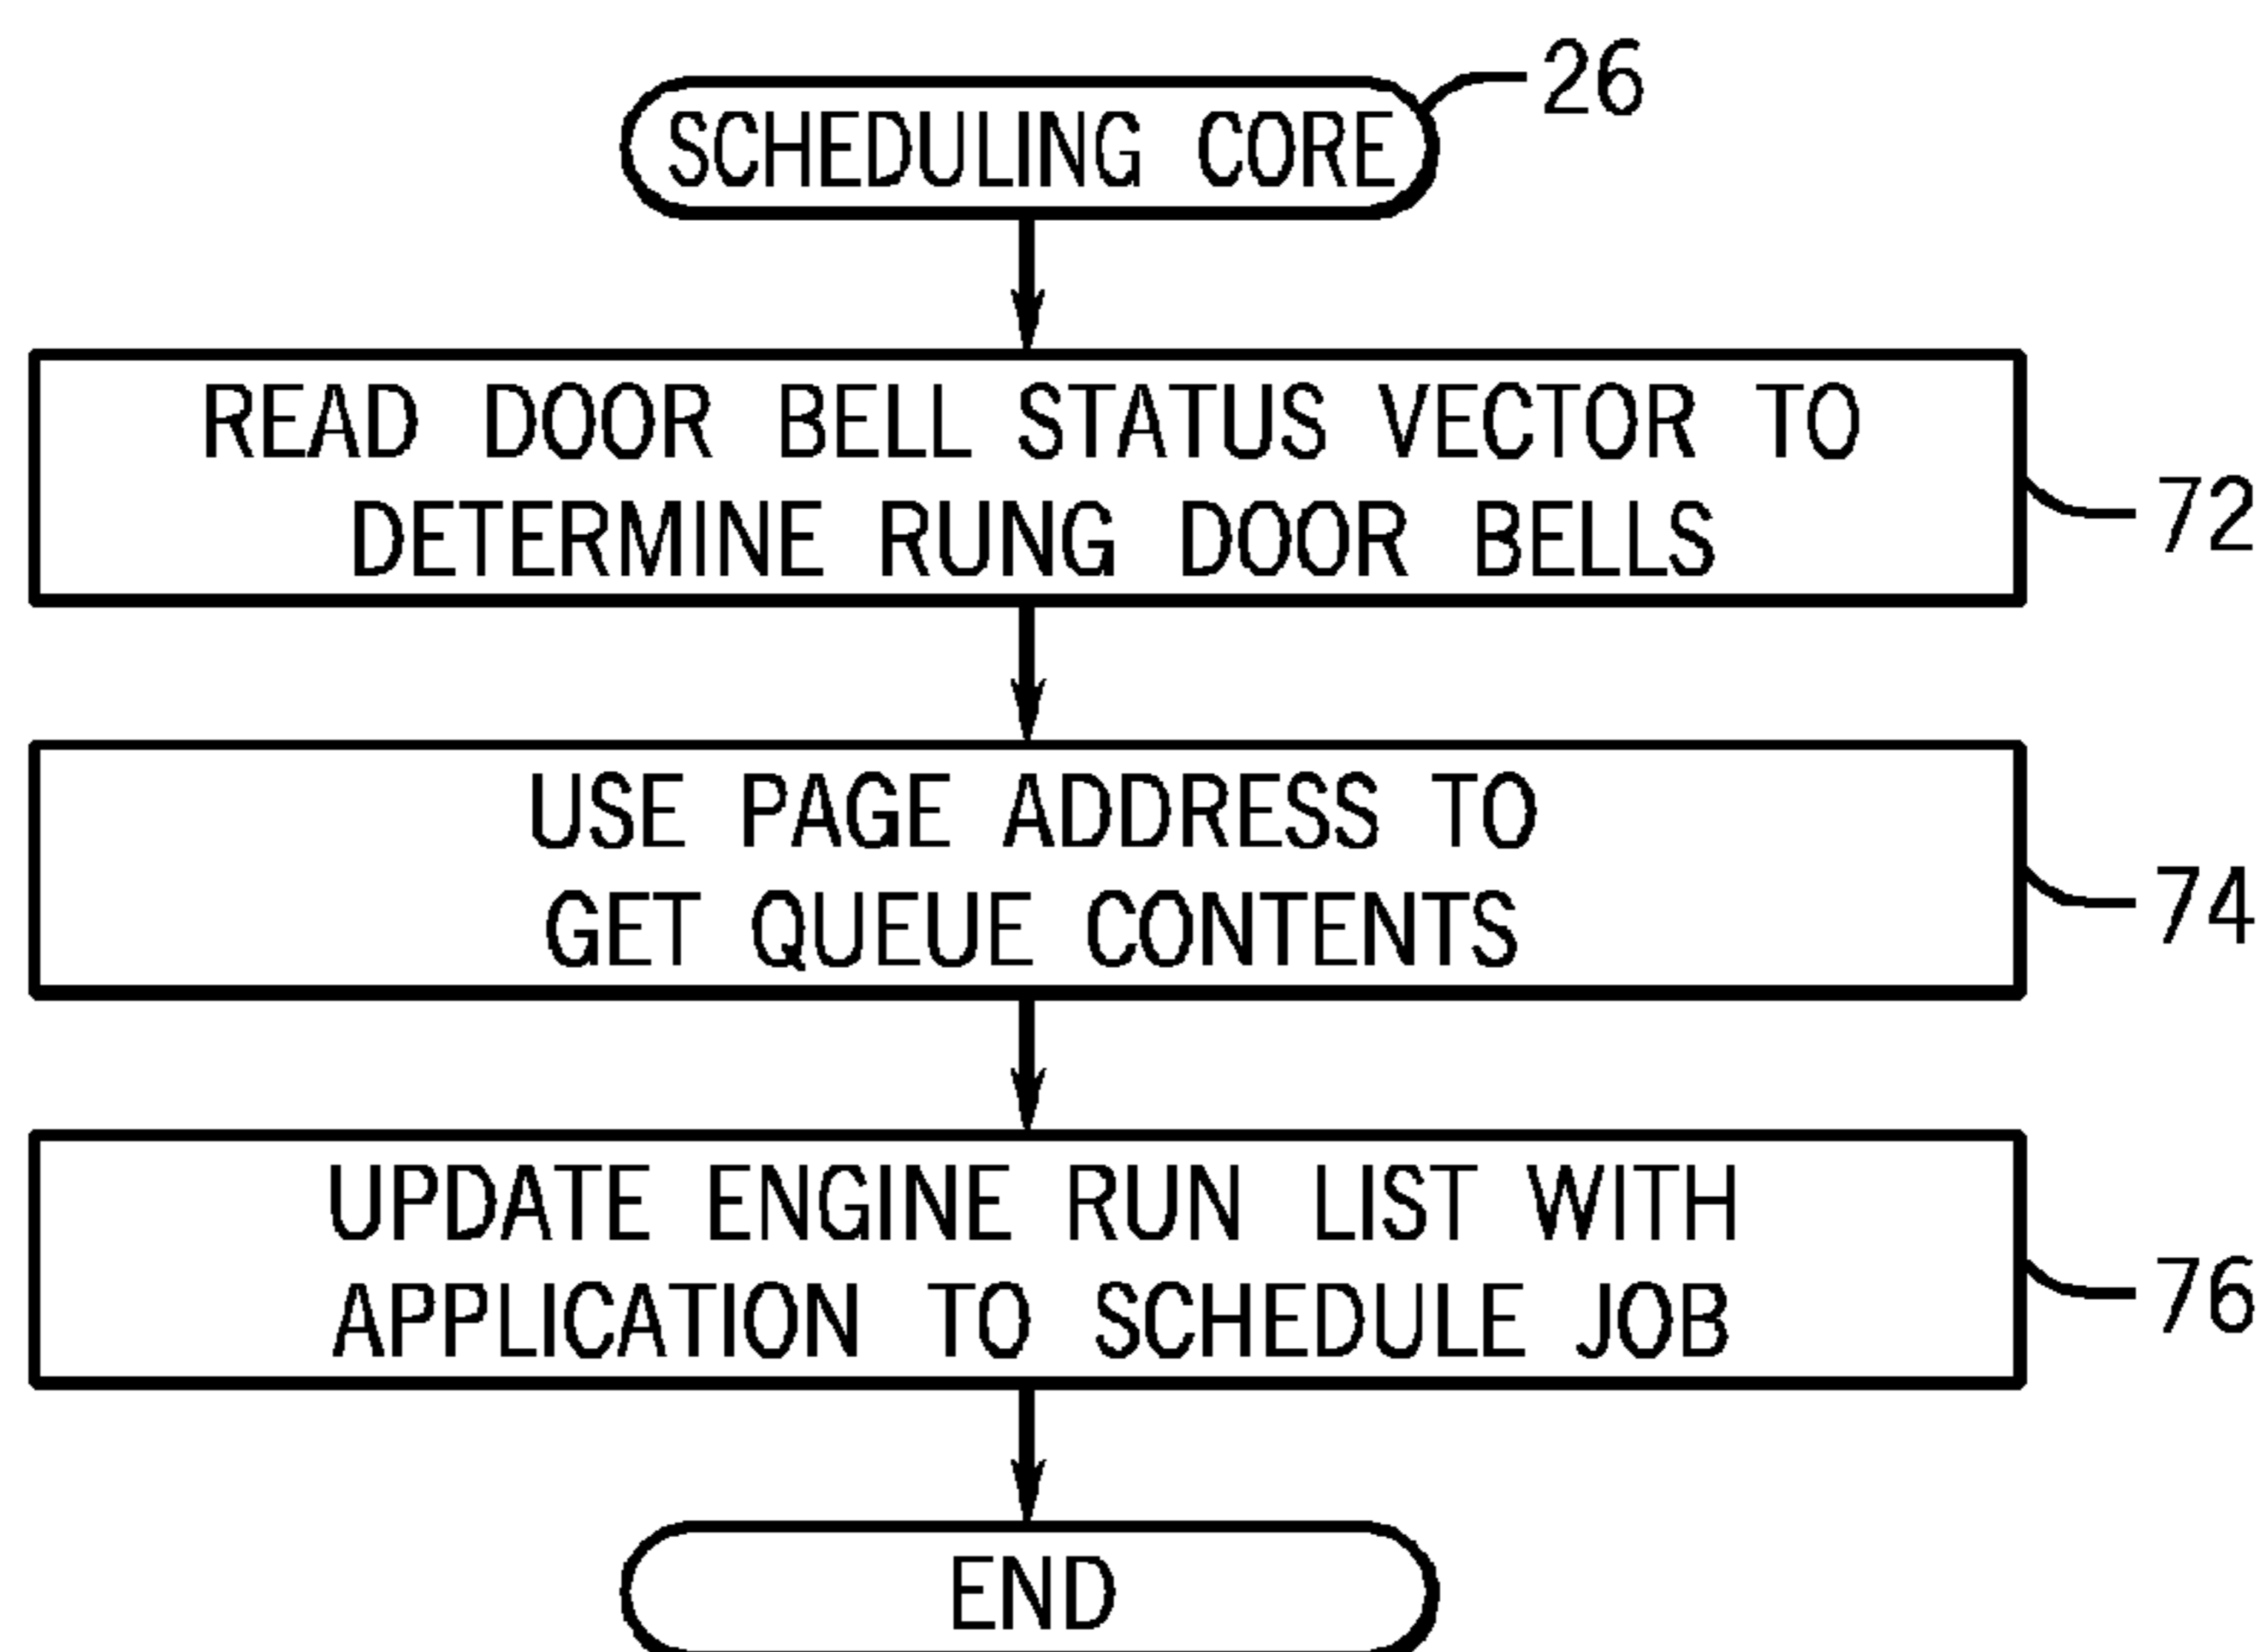 SCHEDULING CORE
26
READ DOOR BELL STATUS VECTOR TO
DETERMINE RUNG DOOR BELLS
72
USE PAGE ADDRESS TO
GET QUEUE CONTENTS
74
UPDATE ENGINE RUN LIST WITH
APPLICATION TO SCHEDULE JOB
76
END